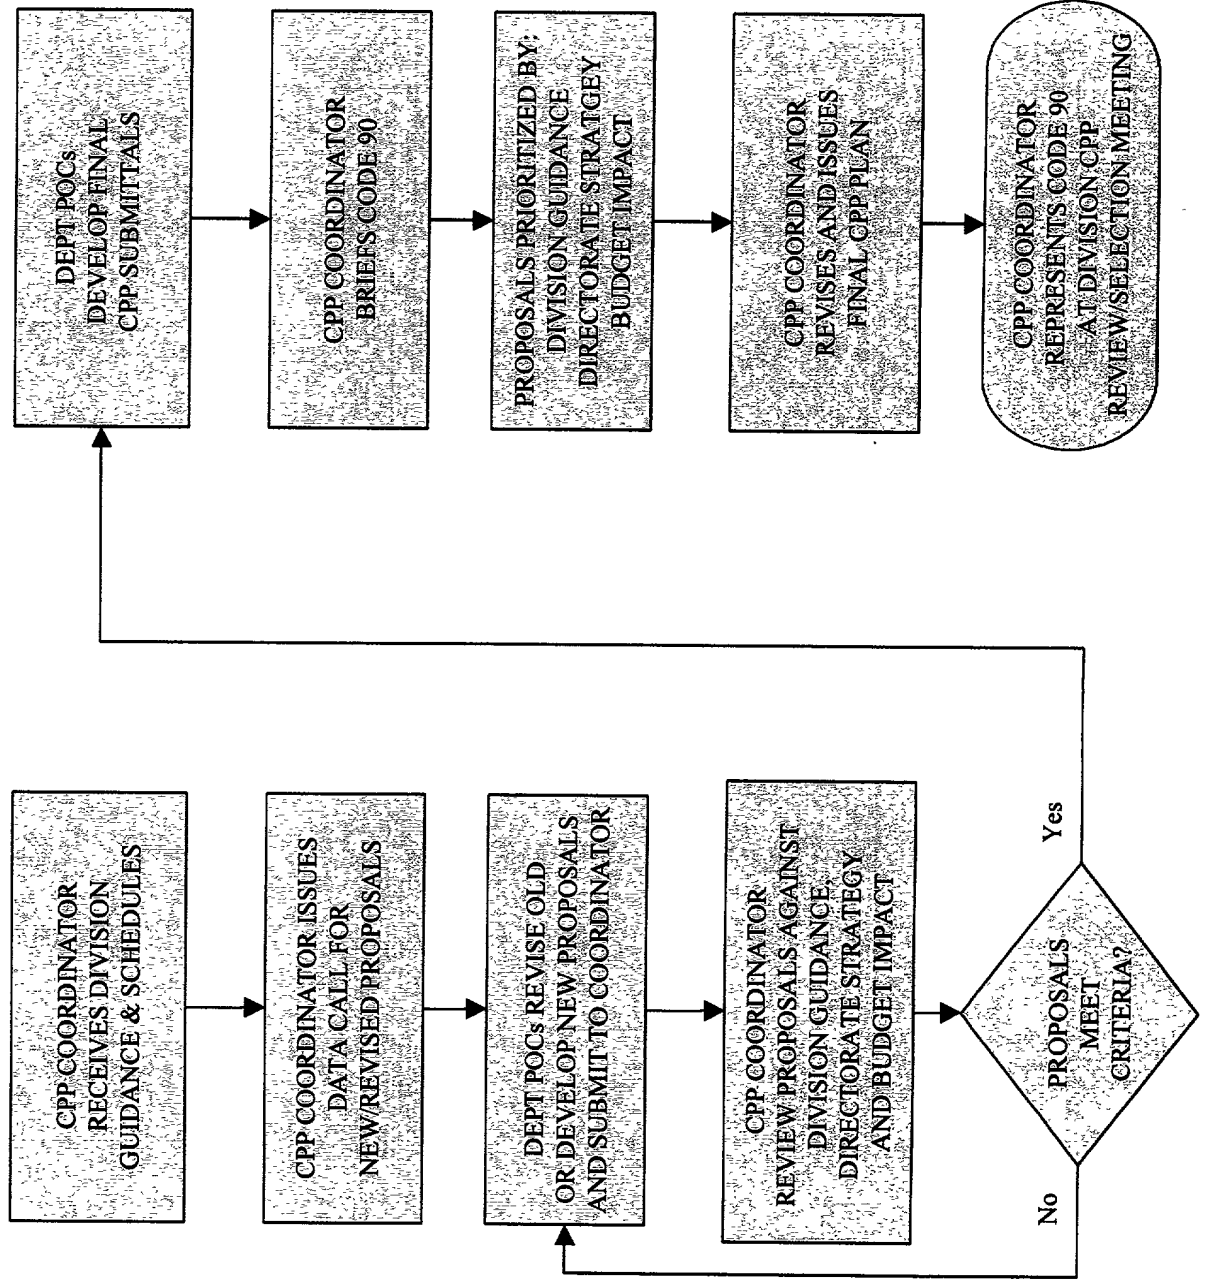 CPP COORDINATOR
RECEIVES DIVISION
GUIDANCE & SCHEDULES
CPP COORDINATOR ISSUES
DATA CALL FOR
NEW/REVISED PROPOSALS
DEPT POCs REVISE OLD
OR DEVELOP NEW PROPOSALS
AND SUBMIT TO COORDINATOR
CPP COORDINATOR
REVIEW PROPOSALS AGAINST
DIVISION GUIDANCE,
DIRECTORATE STRATEGY
AND BUDGET IMPACT
PROPOSALS
MEET
CRITERIA?
No
Yes
DEPT POCs
DEVELOP FINAL
CPP SUBMITTALS
CPP COORDINATOR
BRIEFS CODE 90
PROPOSALS PRIORITIZED BY;
DIVISION GUIDANCE
DIRECTORATE STRATGEY
BUDGET IMPACT
CPP COORDINATOR
REVISES AND ISSUES
FINAL CPP PLAN
CPP COORDINATOR
REPRESENTS CODE 90
AT DIVISION CPP
REVIEW/SELECTION MEETING